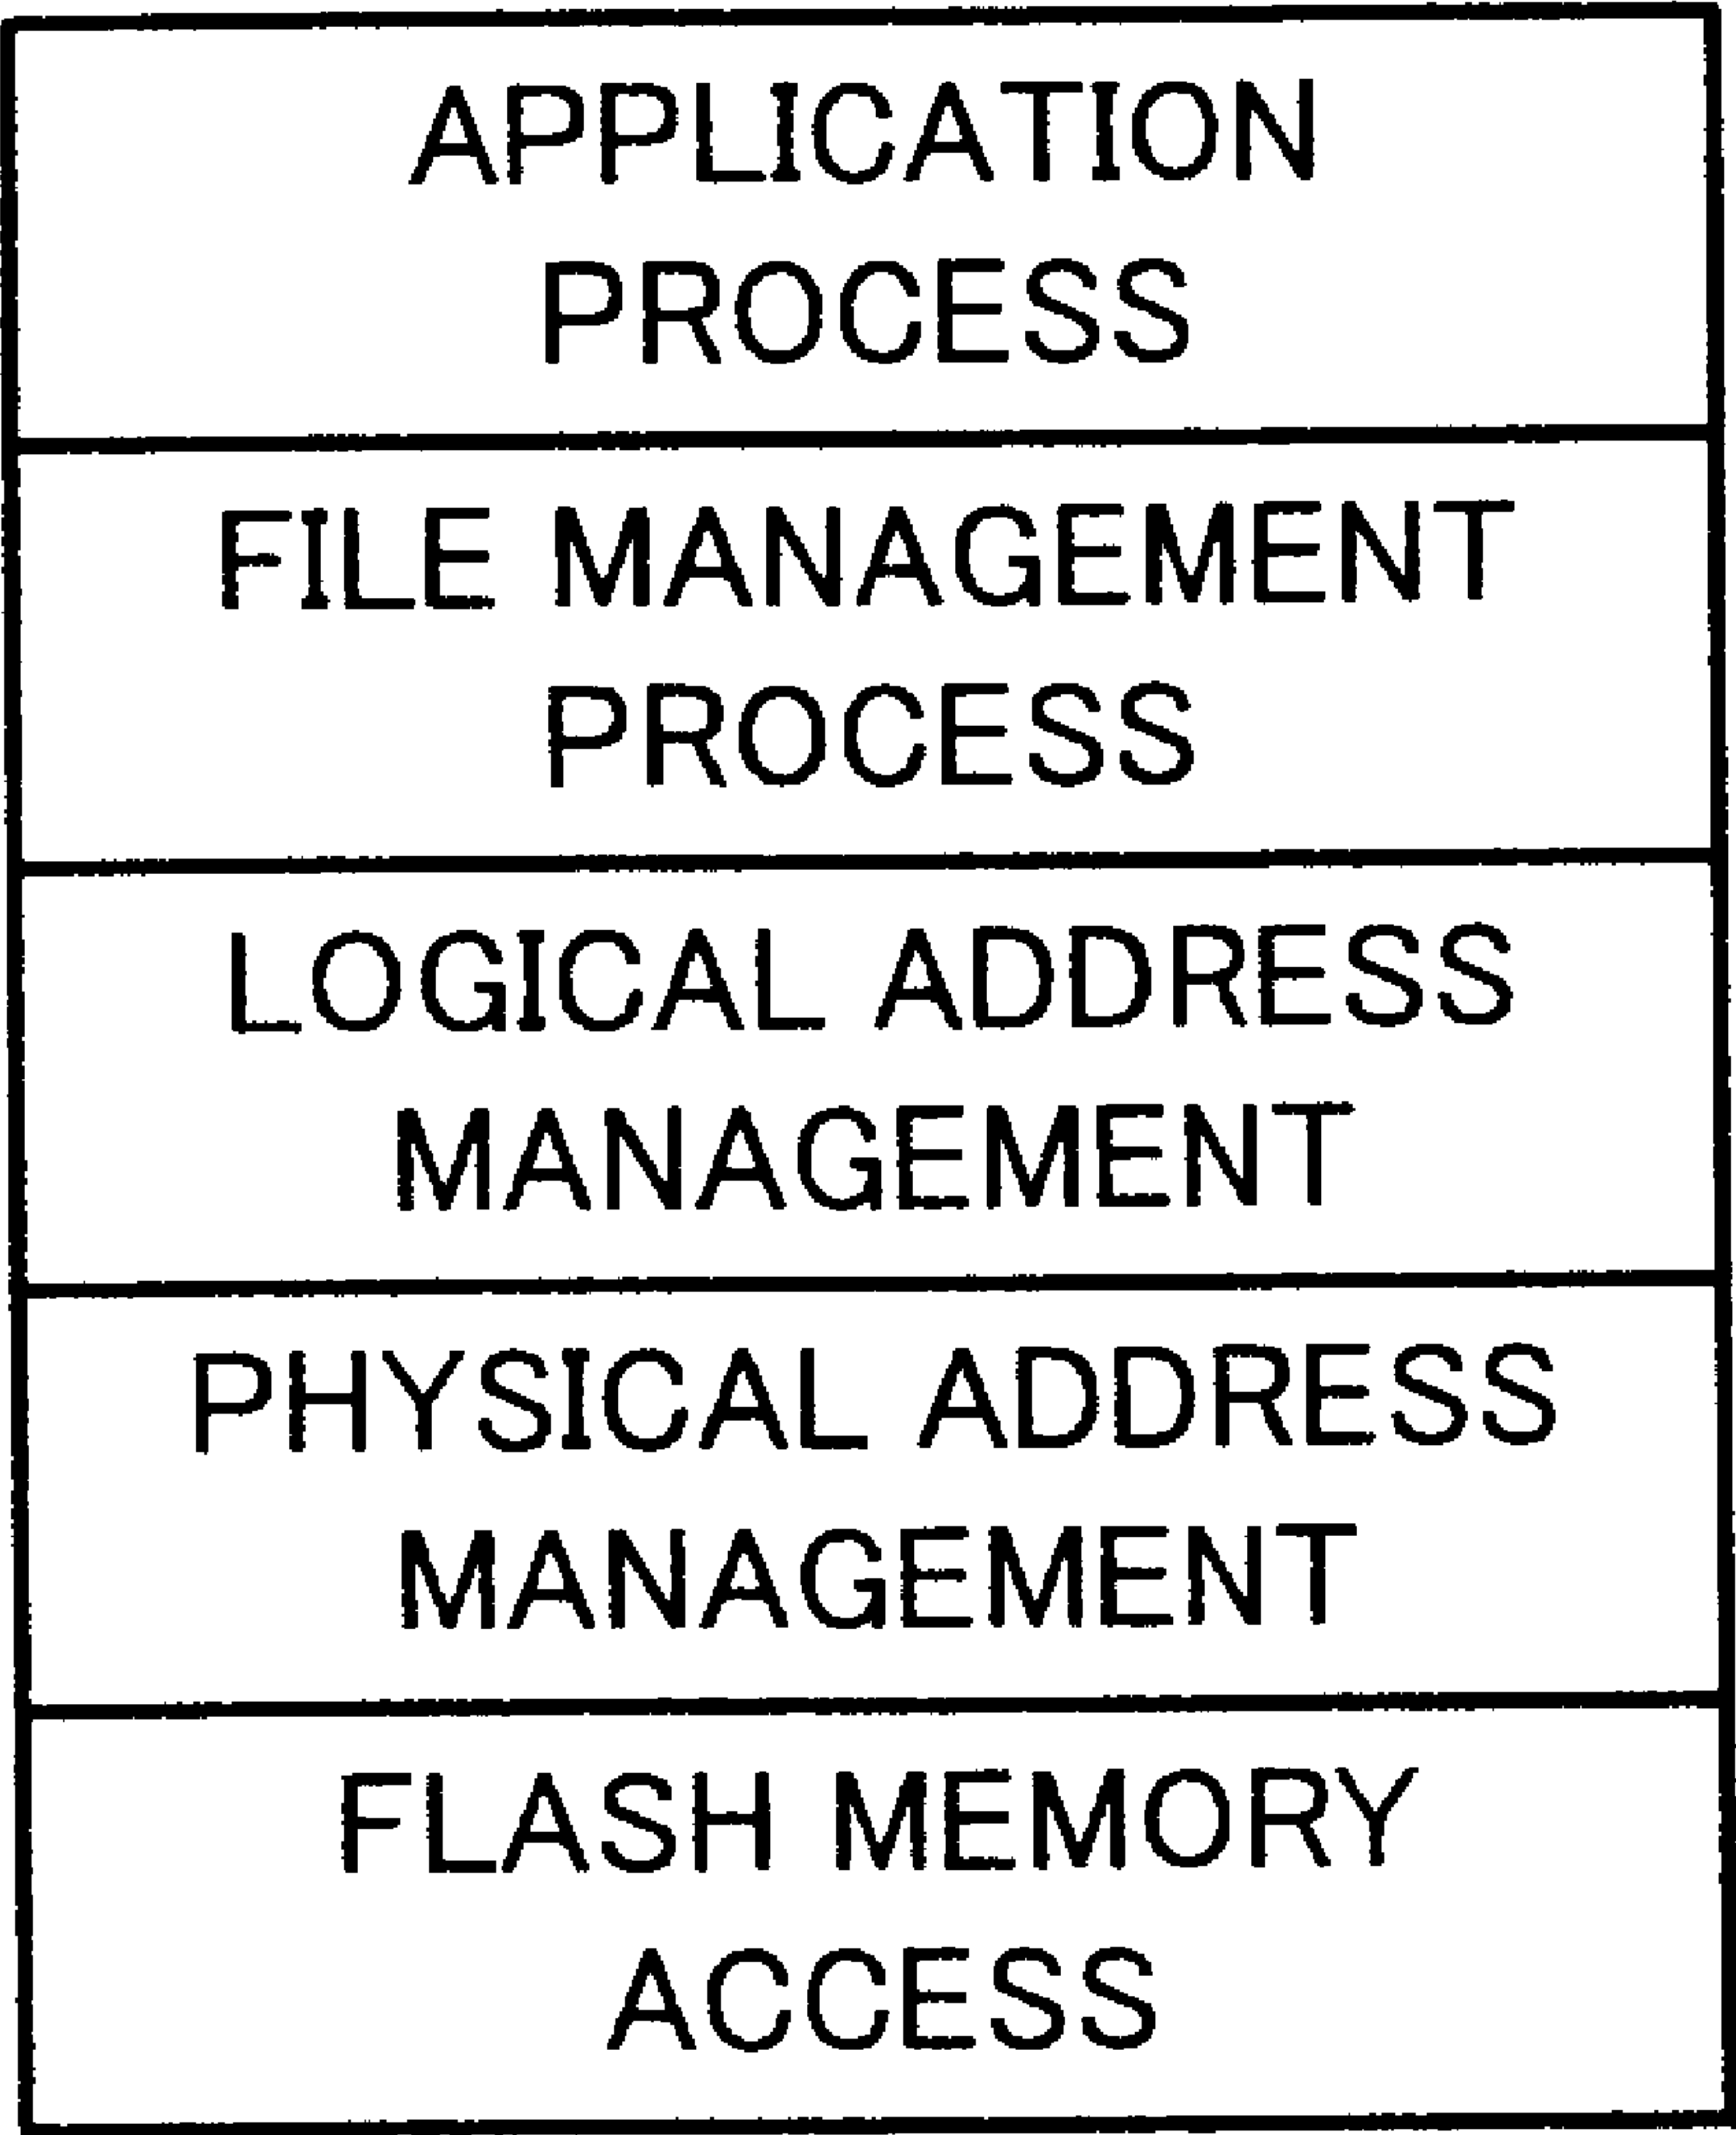 APPLICATION
PROCESS
FILE MANAGEMENT
PROCESS
LOGICAL ADDRESS
MANAGEMENT
PHYSICAL ADDRESS
MANAGEMENT
FLASH MEMORY
ACCESS